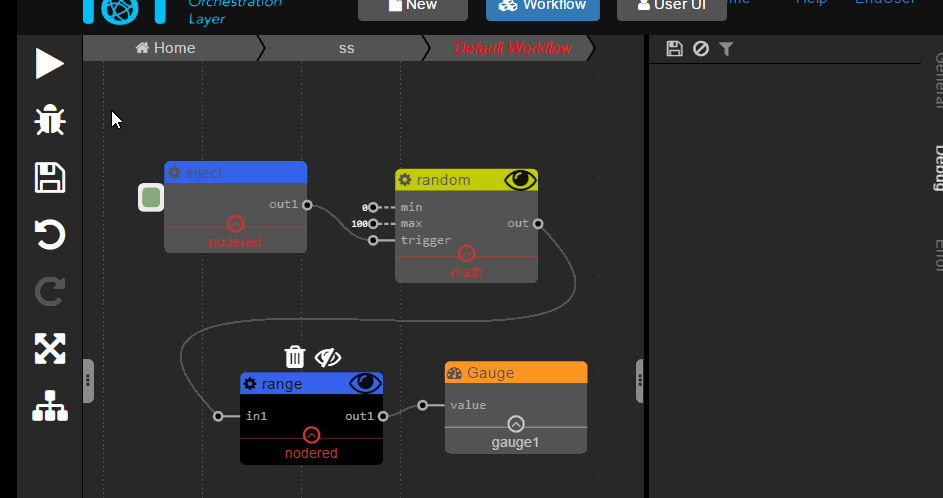 IOT
Orchestration
Layer
New
Workflow
User UI
Help
EndUser
Home
ss
Default Workflow
General
Debug
Error
inject
out1
nodered
random
0
min
100
max
trigger
out
math
range
in1
out1
nodered
Gauge
value
gauge1